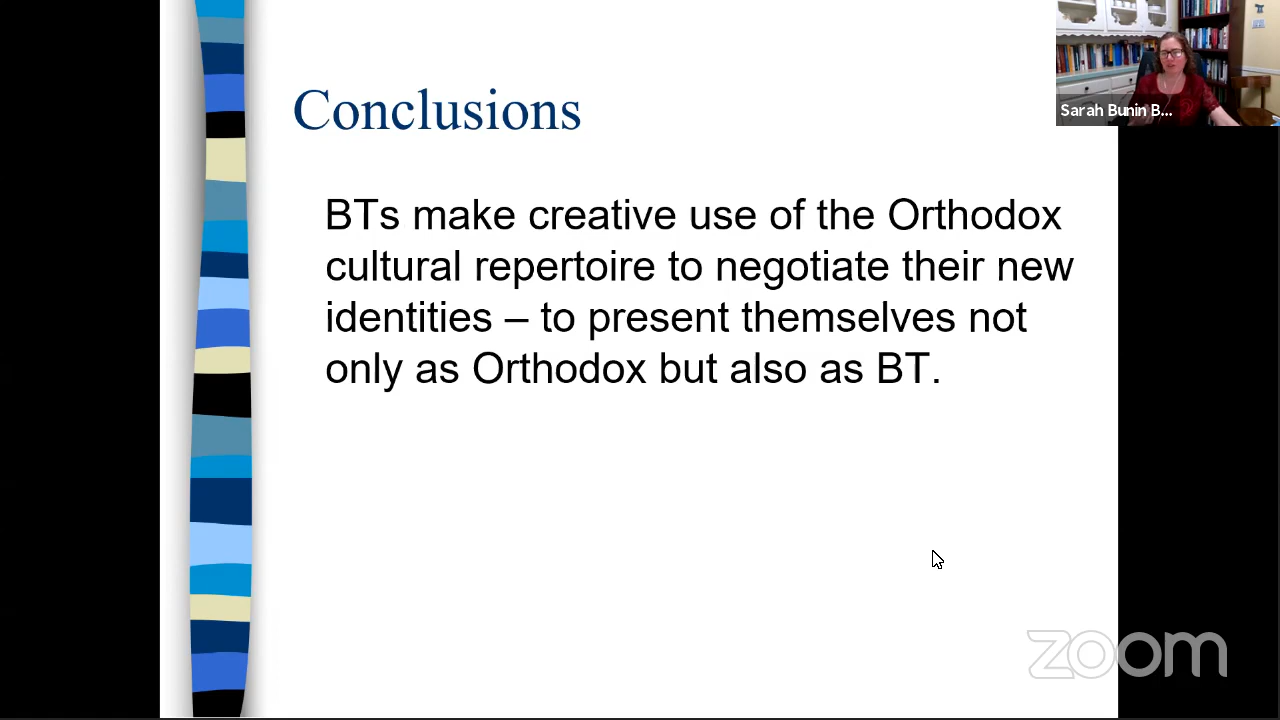 Conclusions
Sarah Bunin B...
BTs make creative use of the Orthodox
cultural repertoire to negotiate their new
identities – to present themselves not
only as Orthodox but also as BT.
zoom